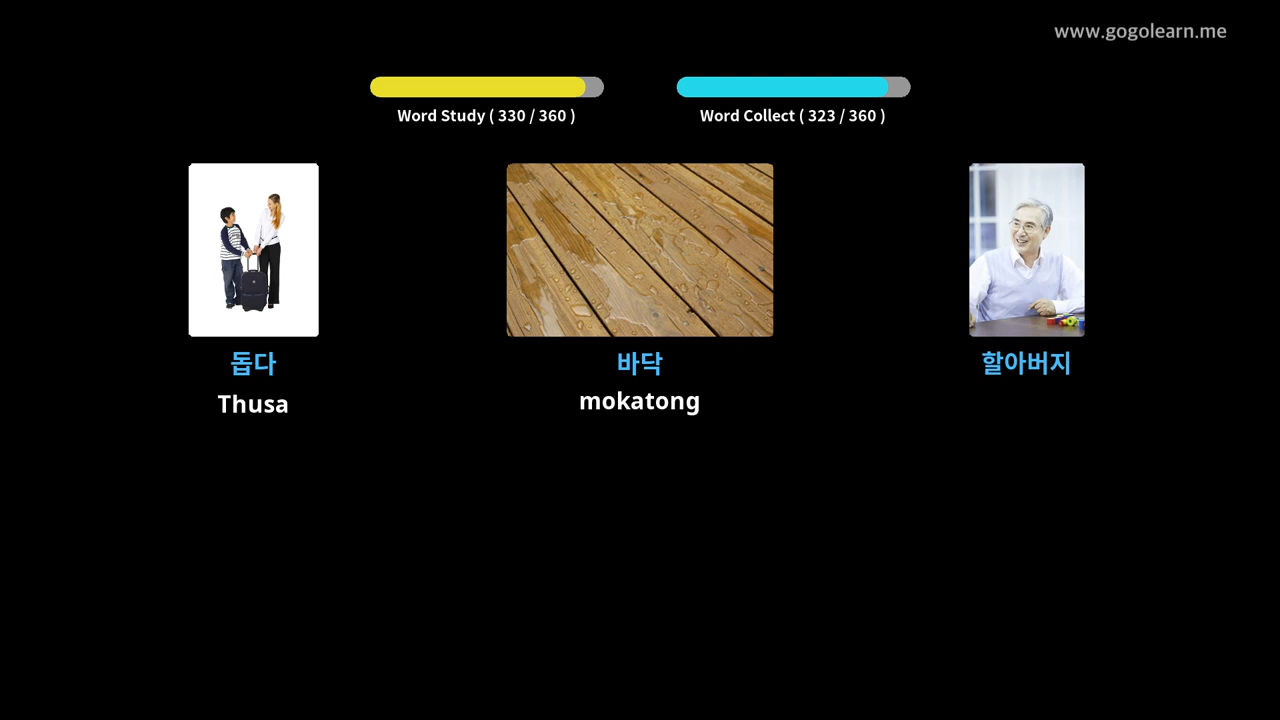 www.gogolearn.me
Word Study ( 330 / 360 )
Word Collect ( 323 / 360 )
돕다
바닥
할아버지
Thusa
mokatong